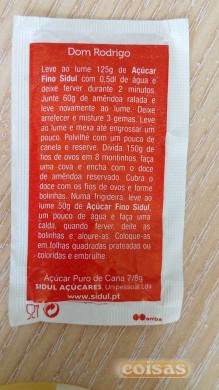 Dom Rodrigo
Leve ao lume 125g de Açúcar
Fino Sidul com 0.5dl de água e
deixe ferver durante 2 minutos
Junte 60g de amêndoa ralada e
leve novamente ao lume. Deixe
arrefecer e misture 3 gemas. Leve
ao lume e mexa até engrossar um
pouco. Polvilhe com um pouco de
canela e reserve. Divida 150g de
fios de ovos em 8 montinhos, faça
uma cova e encha com o doce
de amêndoa reservado. Cubra o
doce com os fios de ovos e forme
bolinhas. Numa frigideira, leve ao
lume 50g de Açúcar Fino Sidul,
um pouco de água e faça uma
calda, quando ferver, deite as
bolinhas e aloure-as. Coloque-as
em folhas quadradas prateadas ou
coloridas e embrulhe.
Açúcar Puro de Cana 7/8g
SIDUL AÇÚCARES, Unipessoal Lda
www.sidul.pt
coisas